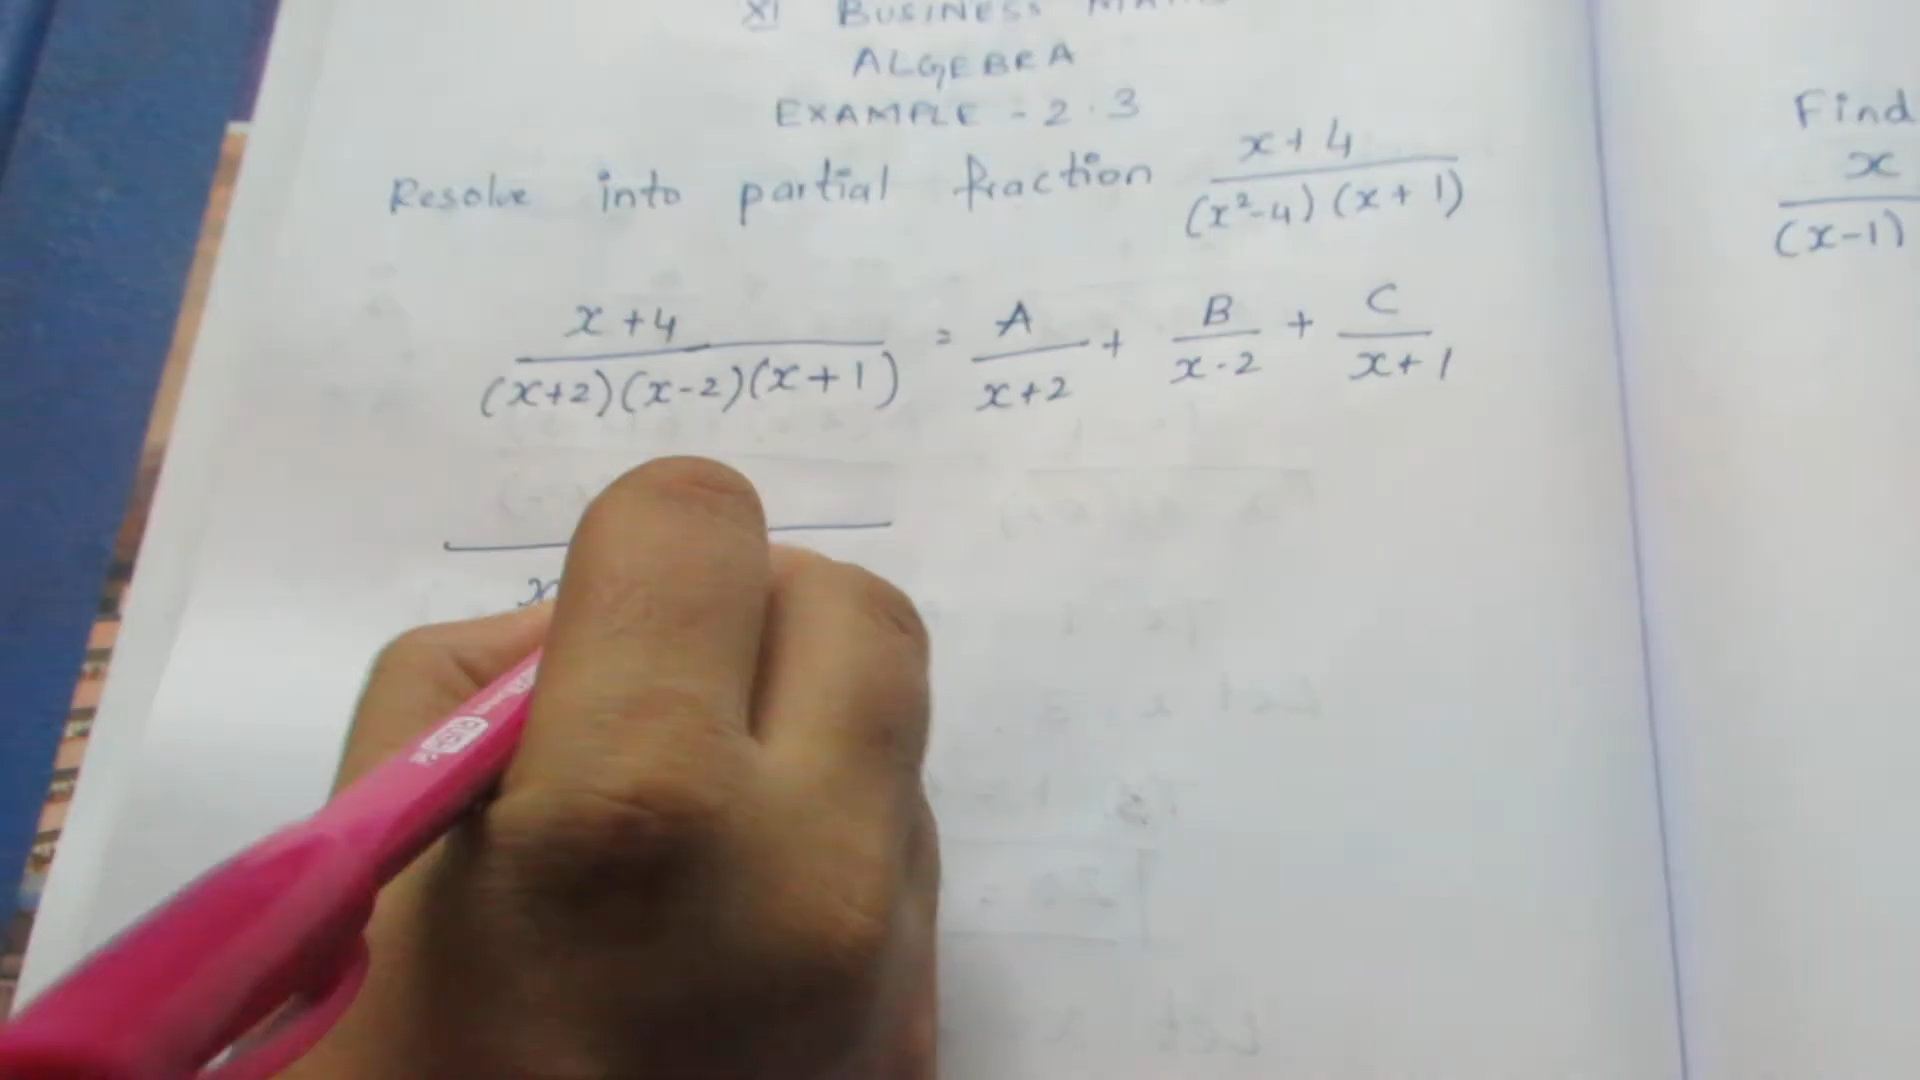 XI BUSINESS
ALGEBRA
EXAMPLE - 2.3
Resolve into partial fraction x+4 / (x²-4)(x+1)
x+4 / (x+2)(x-2)(x+1) = A / x+2 + B / x-2 + C / x+1
x
Find
x
(x-1)